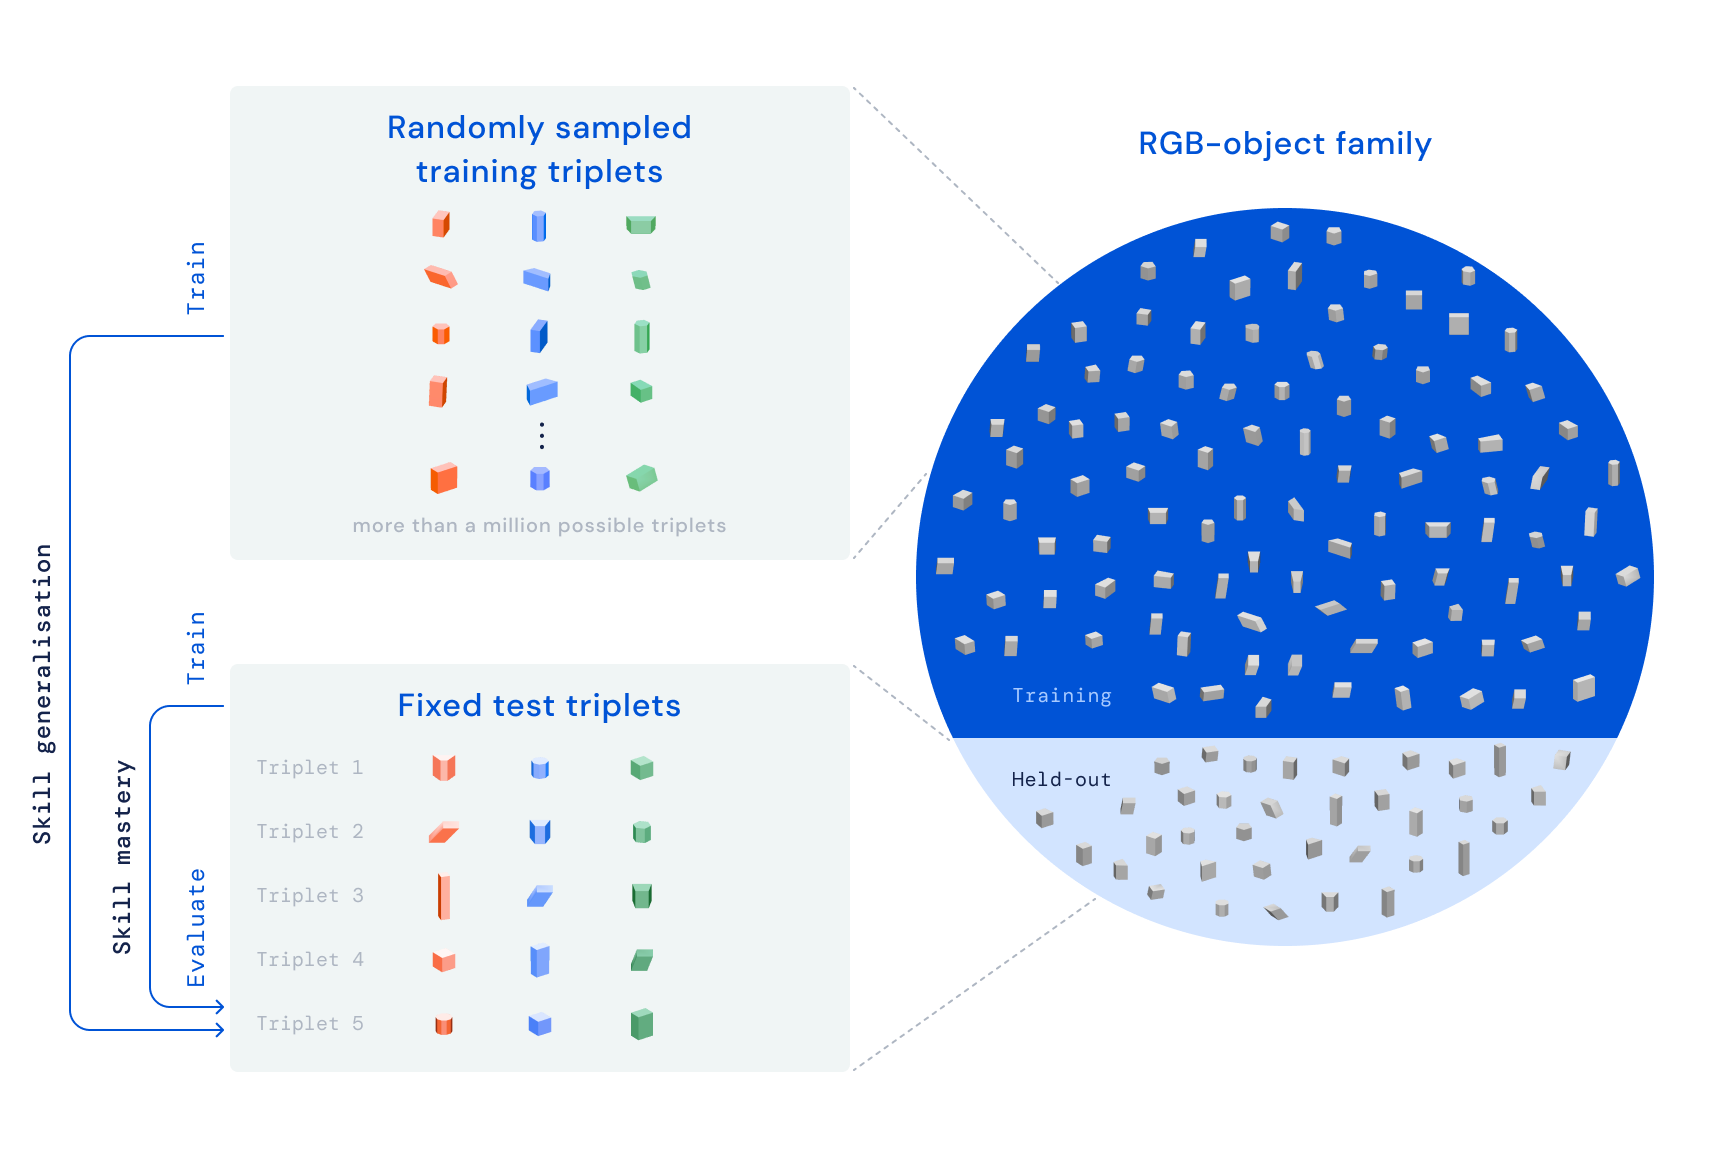 Randomly sampled
training triplets
more than a million possible triplets
Train
Skill generalisation
Train
Skill mastery
Evaluate
Fixed test triplets
Triplet 1
Triplet 2
Triplet 3
Triplet 4
Triplet 5
RGB-object family
Training
Held-out